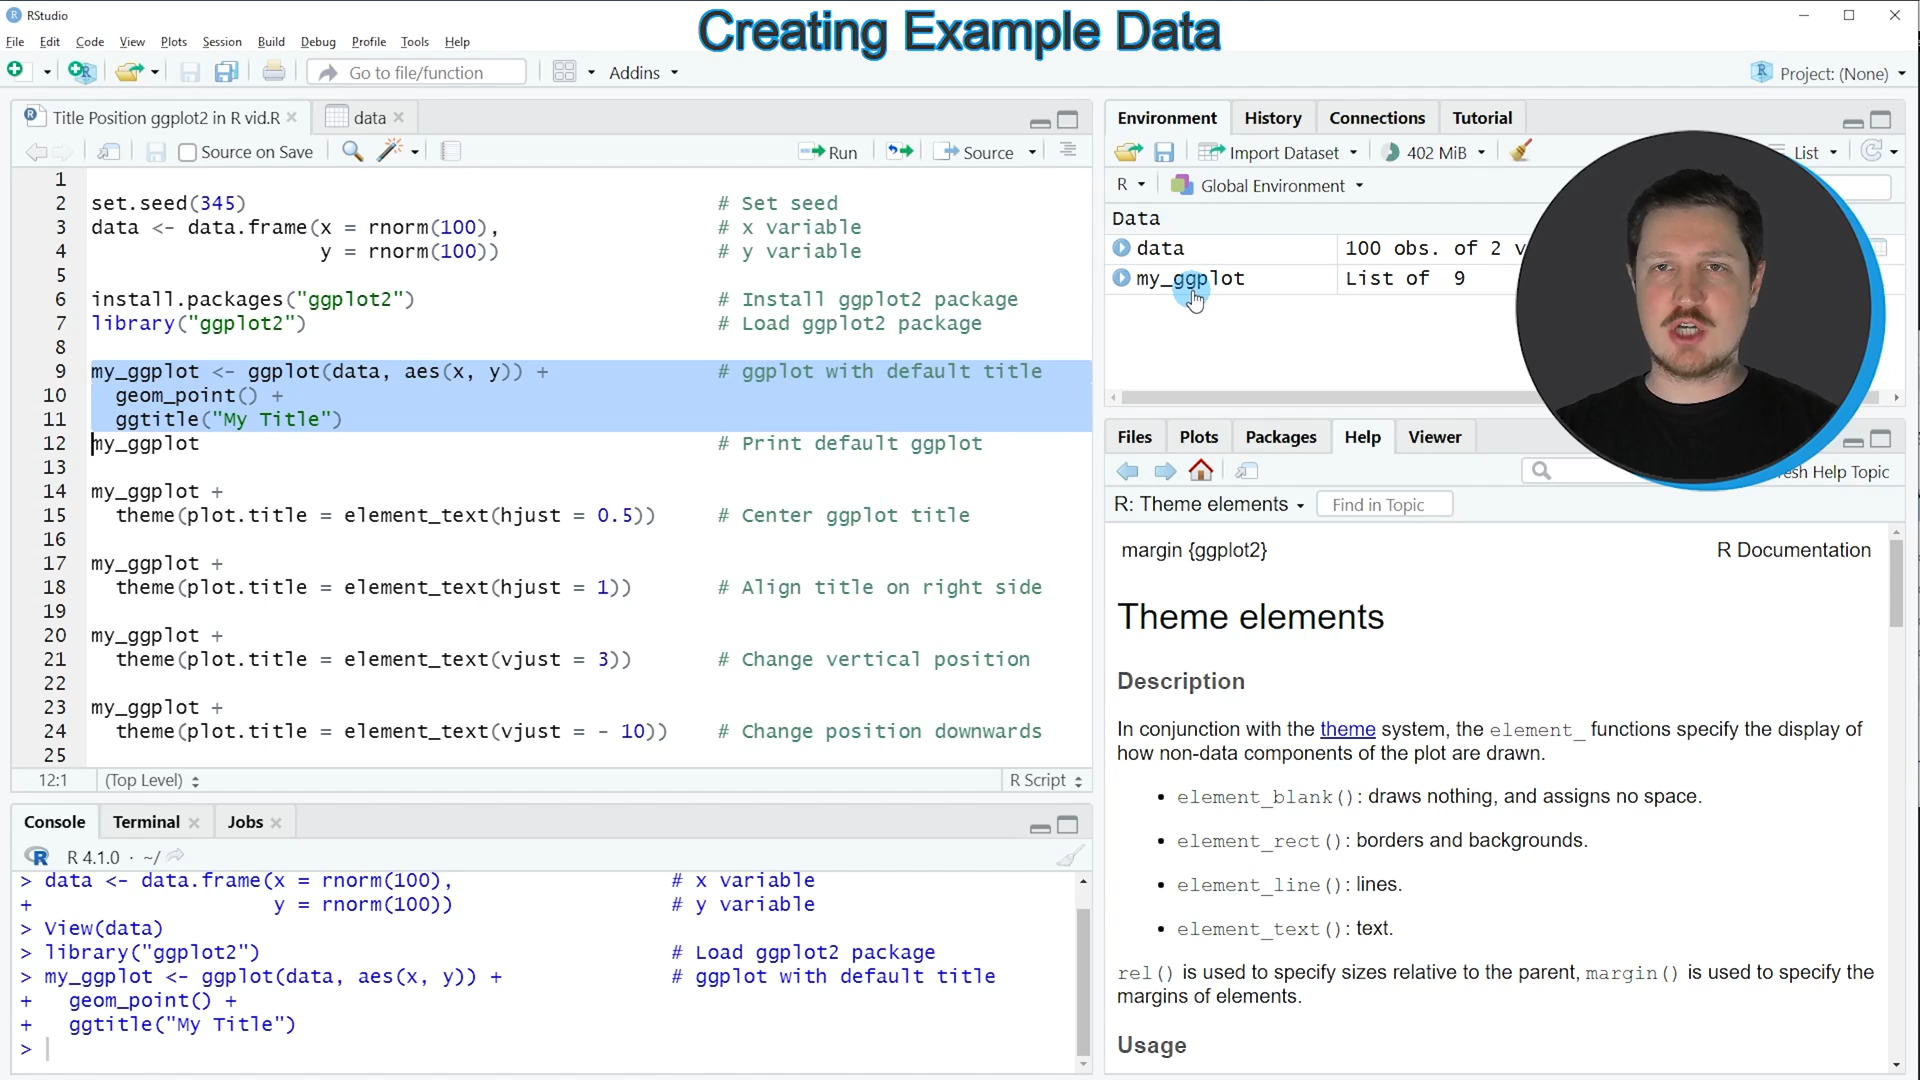 RStudio
Creating Example Data
File Edit Code View Plots Session Build Debug Profile Tools Help
Go to file/function Addins Project: (None)
Title Position ggplot2 in R vid.R data
Source on Save Run Source
1
2 set.seed(345) # Set seed
3 data <- data.frame(x = rnorm(100), # x variable
4 y = rnorm(100)) # y variable
5
6 install.packages("ggplot2") # Install ggplot2 package
7 library("ggplot2") # Load ggplot2 package
8
9 my_ggplot <- ggplot(data, aes(x, y)) + # ggplot with default title
10 geom_point() +
11 ggtitle("My Title")
12 my_ggplot # Print default ggplot
13
14 my_ggplot +
15 theme(plot.title = element_text(hjust = 0.5)) # Center ggplot title
16
17 my_ggplot +
18 theme(plot.title = element_text(hjust = 1)) # Align title on right side
19
20 my_ggplot +
21 theme(plot.title = element_text(vjust = 3)) # Change vertical position
22
23 my_ggplot +
24 theme(plot.title = element_text(vjust = - 10)) # Change position downwards
25
12:1 (Top Level) R Script
Console Terminal Jobs
R 4.1.0 · ~/
> data <- data.frame(x = rnorm(100), # x variable
+ y = rnorm(100)) # y variable
> View(data)
> library("ggplot2") # Load ggplot2 package
> my_ggplot <- ggplot(data, aes(x, y)) + # ggplot with default title
+ geom_point() +
+ ggtitle("My Title")
>
Environment History Connections Tutorial
Import Dataset 402 MiB List
R Global Environment
Data
data 100 obs. of 2 v
my_ggplot List of 9
Files Plots Packages Help Viewer
esh Help Topic
R: Theme elements Find in Topic
margin {ggplot2} R Documentation
Theme elements
Description
In conjunction with the theme system, the element_ functions specify the display of
how non-data components of the plot are drawn.
• element_blank(): draws nothing, and assigns no space.
• element_rect(): borders and backgrounds.
• element_line(): lines.
• element_text(): text.
rel() is used to specify sizes relative to the parent, margin() is used to specify the
margins of elements.
Usage